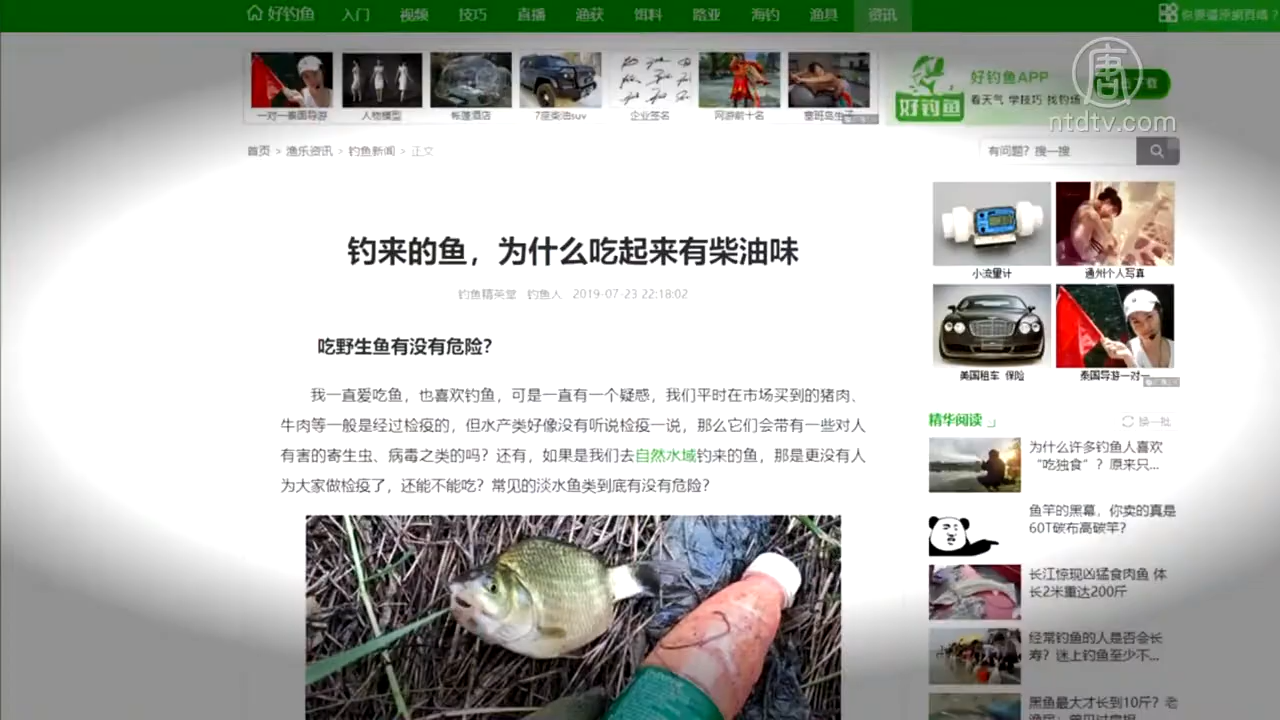 好钓鱼 入门 视频 技巧 直播 渔获 饵料 路亚 海钓 渔具 资讯
一对一泰国导游 人物模型 帐篷酒店 7座柴油suv 企业签名 网游前十名
好钓鱼
好钓鱼APP
看天气 学技巧 找钓场
唐
ntdtv.com
首页 > 渔乐资讯 > 钓鱼新闻 > 正文
有问题？搜一搜
钓来的鱼，为什么吃起来有柴油味
钓鱼精英堂 钓鱼人 2019-07-23 22:18:02
吃野生鱼有没有危险？
我一直爱吃鱼，也喜欢钓鱼，可是一直有一个疑惑，我们平时在市场买到的猪肉、
牛肉等一般是经过检疫的，但水产类好像没有听说检疫一说，那么它们会带有一些对人
有害的寄生虫、病毒之类的吗？还有，如果是我们去自然水域钓来的鱼，那是更没有人
为大家做检疫了，还能不能吃？常见的淡水鱼类到底有没有危险？
小流量计 通州个人写真
美国租车 保险 泰国导游一对一
精华阅读
换一批
为什么许多钓鱼人喜欢
“吃独食”？原来只...
鱼竿的黑幕，你卖的真是
60T碳布高碳竿？
长江惊现凶猛食肉鱼 体
长2米重达200斤
经常钓鱼的人是否会长
寿？迷上钓鱼至少不...
黑鱼最大才长到10斤？老